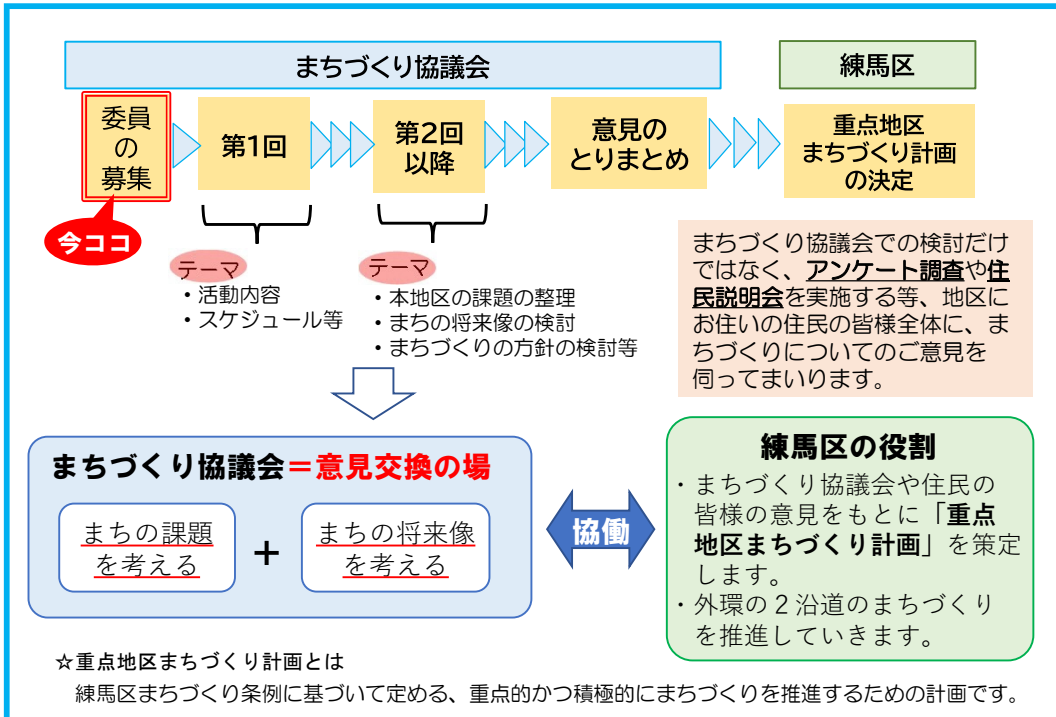 まちづくり協議会
練馬区
委員
の
募集
第1回
第2回
以降
意見の
とりまとめ
重点地区
まちづくり計画
の決定
今ココ
テーマ
・活動内容
・スケジュール等
テーマ
・本地区の課題の整理
・まちの将来像の検討
・まちづくりの方針の検討等
まちづくり協議会での検討だけ
ではなく、アンケート調査や住
民説明会を実施する等、地区に
お住いの住民の皆様全体に、ま
ちづくりについてのご意見を
伺ってまいります。
まちづくり協議会＝意見交換の場
まちの課題
を考える
＋
まちの将来像
を考える
協働
練馬区の役割
・まちづくり協議会や住民の
皆様の意見をもとに「重点
地区まちづくり計画」を策定
します。
・外環の２沿道のまちづくり
を推進していきます。
☆重点地区まちづくり計画とは
練馬区まちづくり条例に基づいて定める、重点的かつ積極的にまちづくりを推進するための計画です。